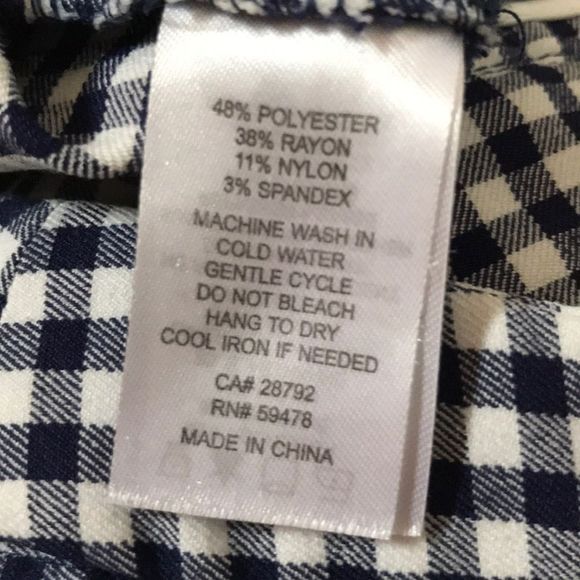 48% POLYESTER
38% RAYON
11% NYLON
3% SPANDEX
MACHINE WASH IN
COLD WATER
GENTLE CYCLE
DO NOT BLEACH
HANG TO DRY
COOL IRON IF NEEDED
CA# 28792
RN# 59478
MADE IN CHINA